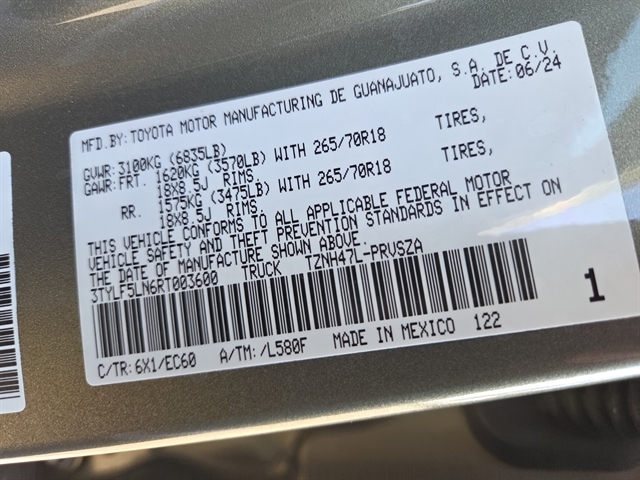 MFD.BY: TOYOTA MOTOR MANUFACTURING DE GUANAJUATO, S.A. DE C.V.
DATE: 06/24
GVWR: 3100KG (6835LB)
GAWR: FRT. 1620KG (3570LB) WITH 265/70R18 TIRES,
18X8.5J RIMS,
RR. 1575KG (3475LB) WITH 265/70R18 TIRES,
18X8.5J RIMS.
THIS VEHICLE CONFORMS TO ALL APPLICABLE FEDERAL MOTOR
VEHICLE SAFETY AND THEFT PREVENTION STANDARDS IN EFFECT ON
THE DATE OF MANUFACTURE SHOWN ABOVE.
3TYLF5LN6RT003600 TRUCK TZNH47L-PRVSZA
1
C/TR: 6X1/EC60 A/TM: /L580F MADE IN MEXICO 122